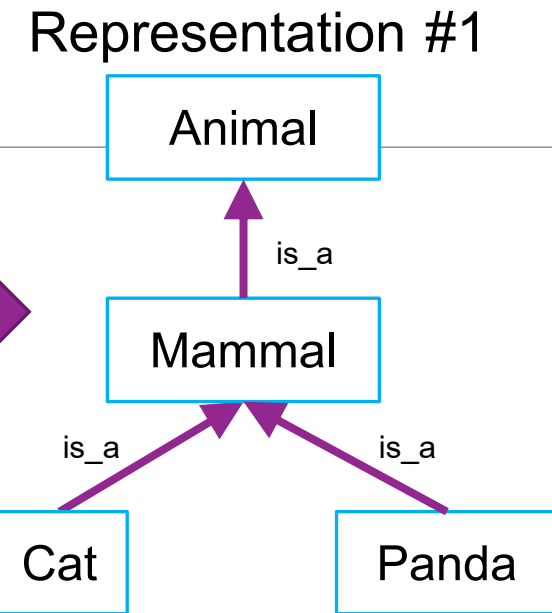 Representation #1
Animal
is_a
Mammal
is_a
is_a
Cat
Panda